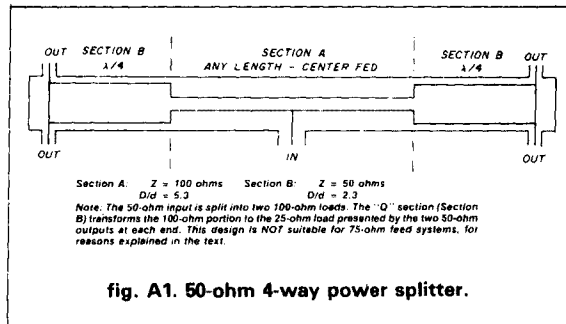 OUT SECTION B SECTION A SECTION B OUT
λ/4 ANY LENGTH - CENTER FED λ/4
OUT IN OUT
Section A: Z = 100 ohms Section B: Z = 50 ohms
D/d = 5.3 D/d = 2.3
Note: The 50-ohm input is split into two 100-ohm loads. The "Q" section (Section
B) transforms the 100-ohm portion to the 25-ohm load presented by the two 50-ohm
outputs at each end. This design is NOT suitable for 75-ohm feed systems, for
reasons explained in the text.
fig. A1. 50-ohm 4-way power splitter.